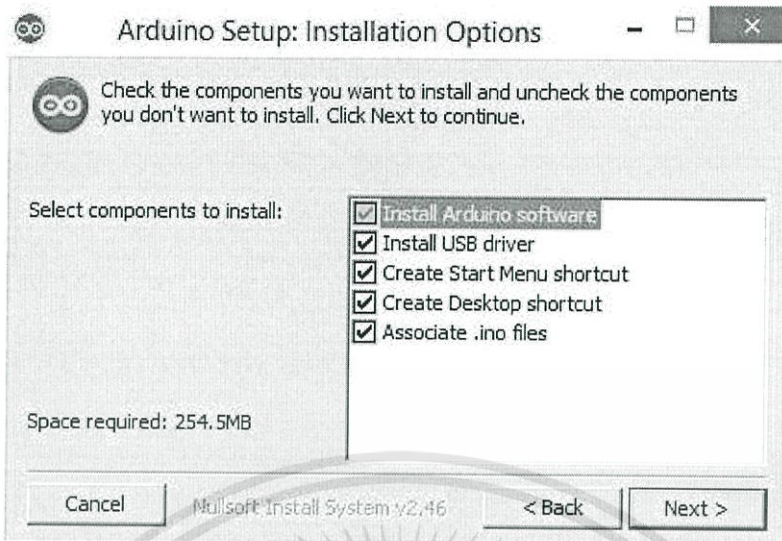 Arduino Setup: Installation Options
Check the components you want to install and uncheck the components
you don't want to install. Click Next to continue.
Select components to install:
Install Arduino software
Install USB driver
Create Start Menu shortcut
Create Desktop shortcut
Associate .ino files
Space required: 254.5MB
Cancel
Nullsoft Install System v2.46
< Back
Next >